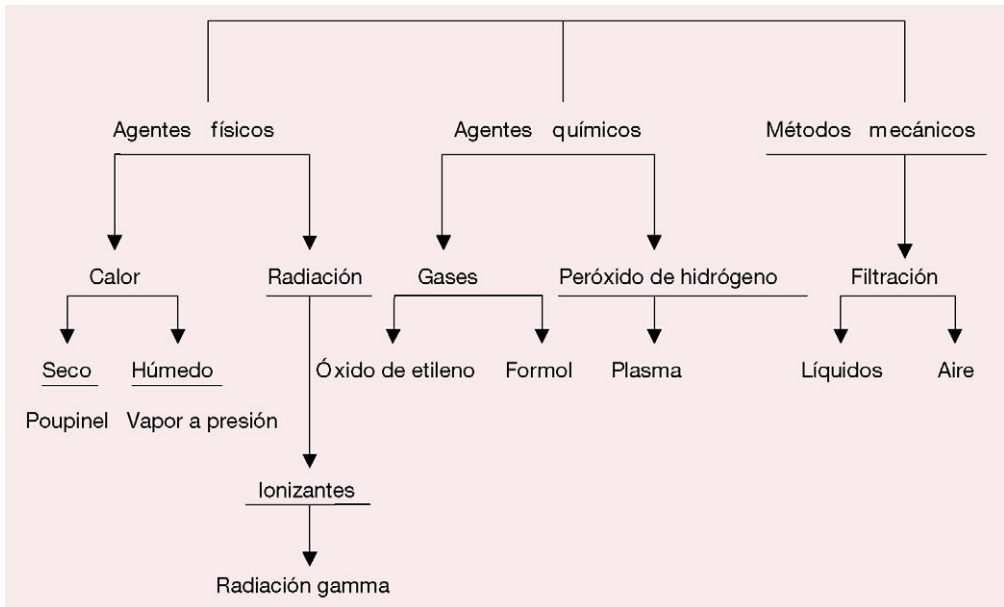 Agentes físicos
Agentes químicos
Métodos mecánicos
Calor
Radiación
Gases
Peróxido de hidrógeno
Filtración
Seco
Húmedo
Óxido de etileno
Formol
Plasma
Líquidos
Aire
Poupinel
Vapor a presión
Ionizantes
Radiación gamma